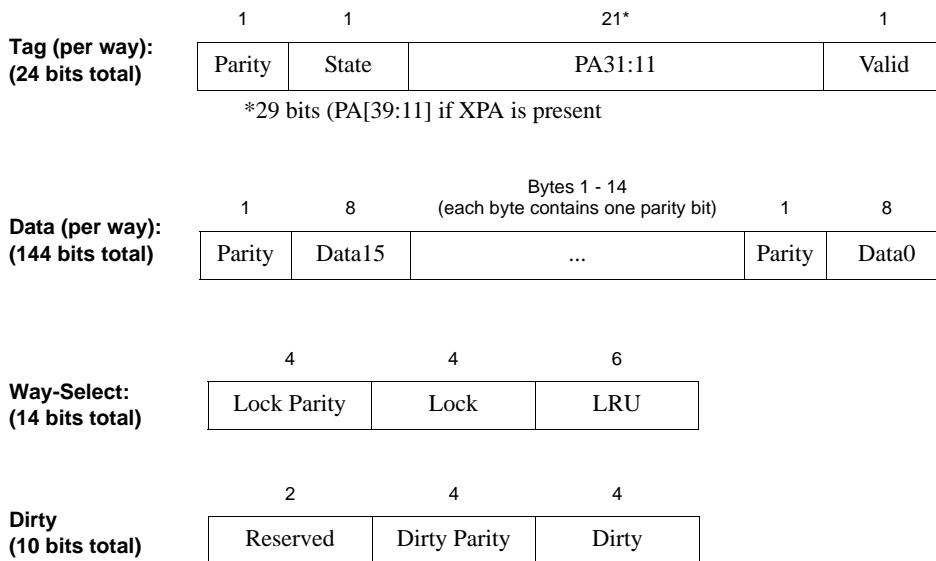 1 1 21* 1
Tag (per way):
(24 bits total)
Parity State PA31:11 Valid
*29 bits (PA[39:11] if XPA is present
Bytes 1 - 14
1 8 (each byte contains one parity bit) 1 8
Data (per way):
(144 bits total)
Parity Data15 ... Parity Data0
4 4 6
Way-Select:
(14 bits total)
Lock Parity Lock LRU
2 4 4
Dirty
(10 bits total)
Reserved Dirty Parity Dirty